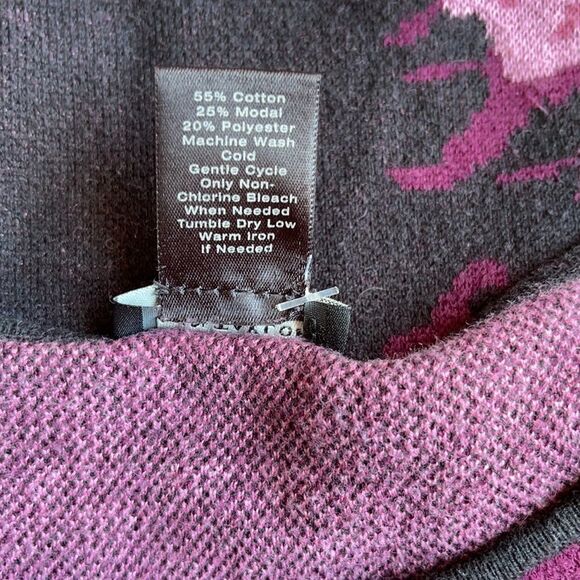 55% Cotton
25% Modal
20% Polyester
Machine Wash
Cold
Gentle Cycle
Only Non-
Chlorine Bleach
When Needed
Tumble Dry Low
Warm Iron
If Needed